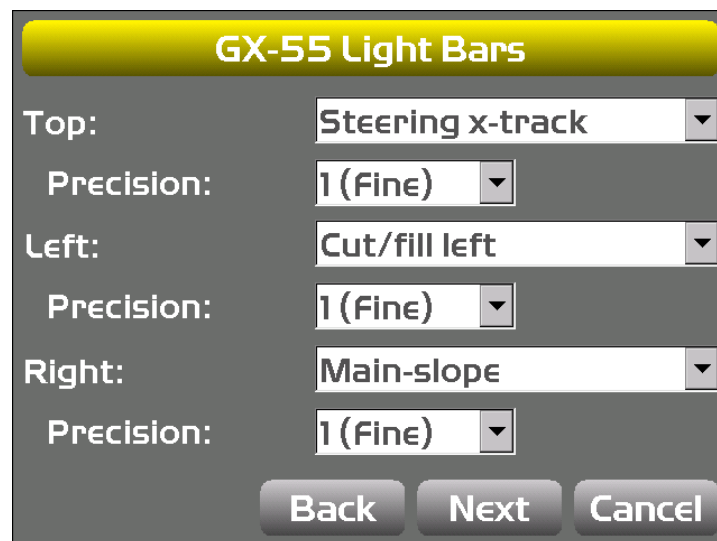 GX-55 Light Bars
Top: Steering x-track
Precision: 1 (Fine)
Left: Cut/fill left
Precision: 1 (Fine)
Right: Main-slope
Precision: 1 (Fine)
Back Next Cancel